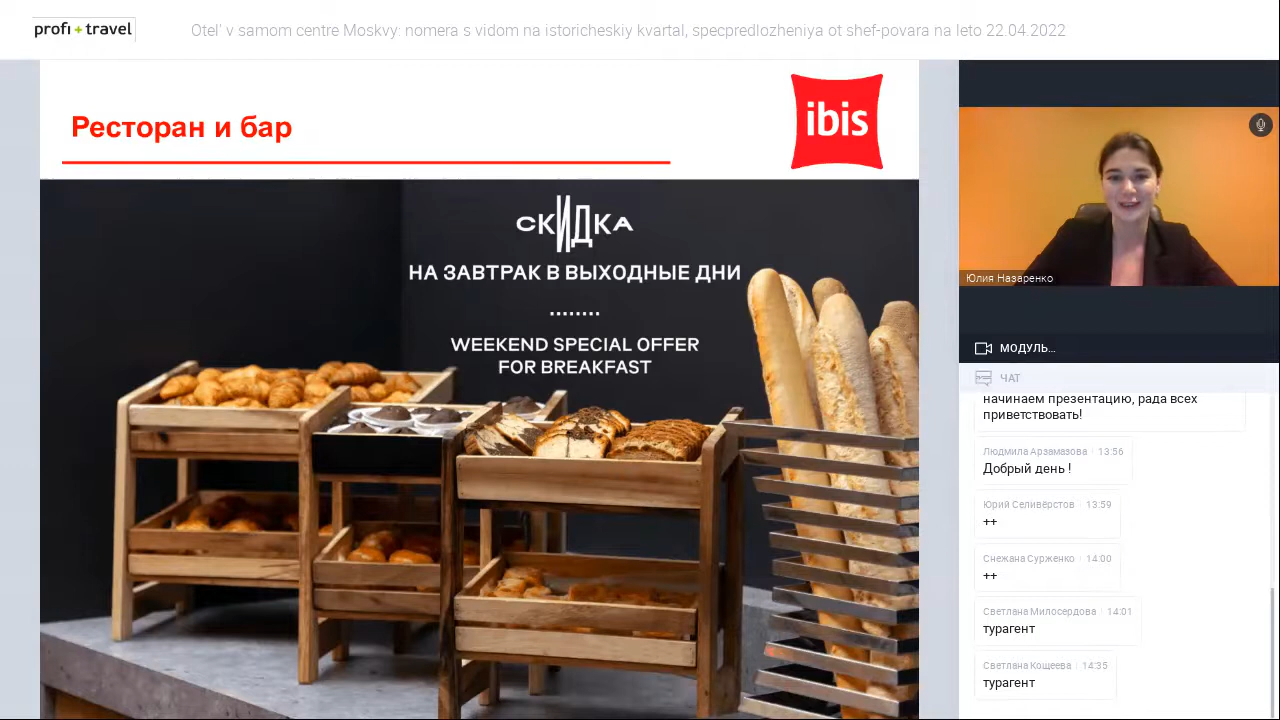 profi + travel
Otel' v samom centre Moskvy: nomera s vidom na istoricheskiy kvartal, specpredlozheniya ot shef-povara na leto 22.04.2022
Ресторан и бар
ibis
СКИДКА
НА ЗАВТРАК В ВЫХОДНЫЕ ДНИ
WEEKEND SPECIAL OFFER
FOR BREAKFAST
Юлия Назаренко
МОДУЛЬ...
ЧАТ
начинаем презентацию, рада всех
приветствовать!
Людмила Арзамазова 13:56
Добрый день !
Юрий Селивёрстов 13:59
++
Снежана Сурженко 14:00
++
Светлана Милосердова 14:01
турагент
Светлана Кощеева 14:35
турагент